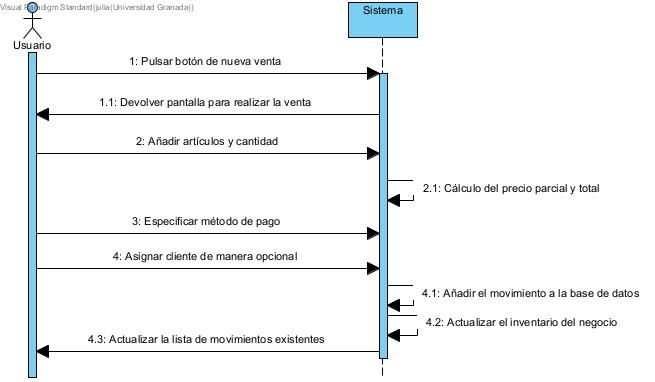 Visual Paradigm Standard(julia(Universidad Granada))
Sistema
Usuario
1: Pulsar botón de nueva venta
1.1: Devolver pantalla para realizar la venta
2: Añadir artículos y cantidad
2.1: Cálculo del precio parcial y total
3: Especificar método de pago
4: Asignar cliente de manera opcional
4.1: Añadir el movimiento a la base de datos
4.2: Actualizar el inventario del negocio
4.3: Actualizar la lista de movimientos existentes